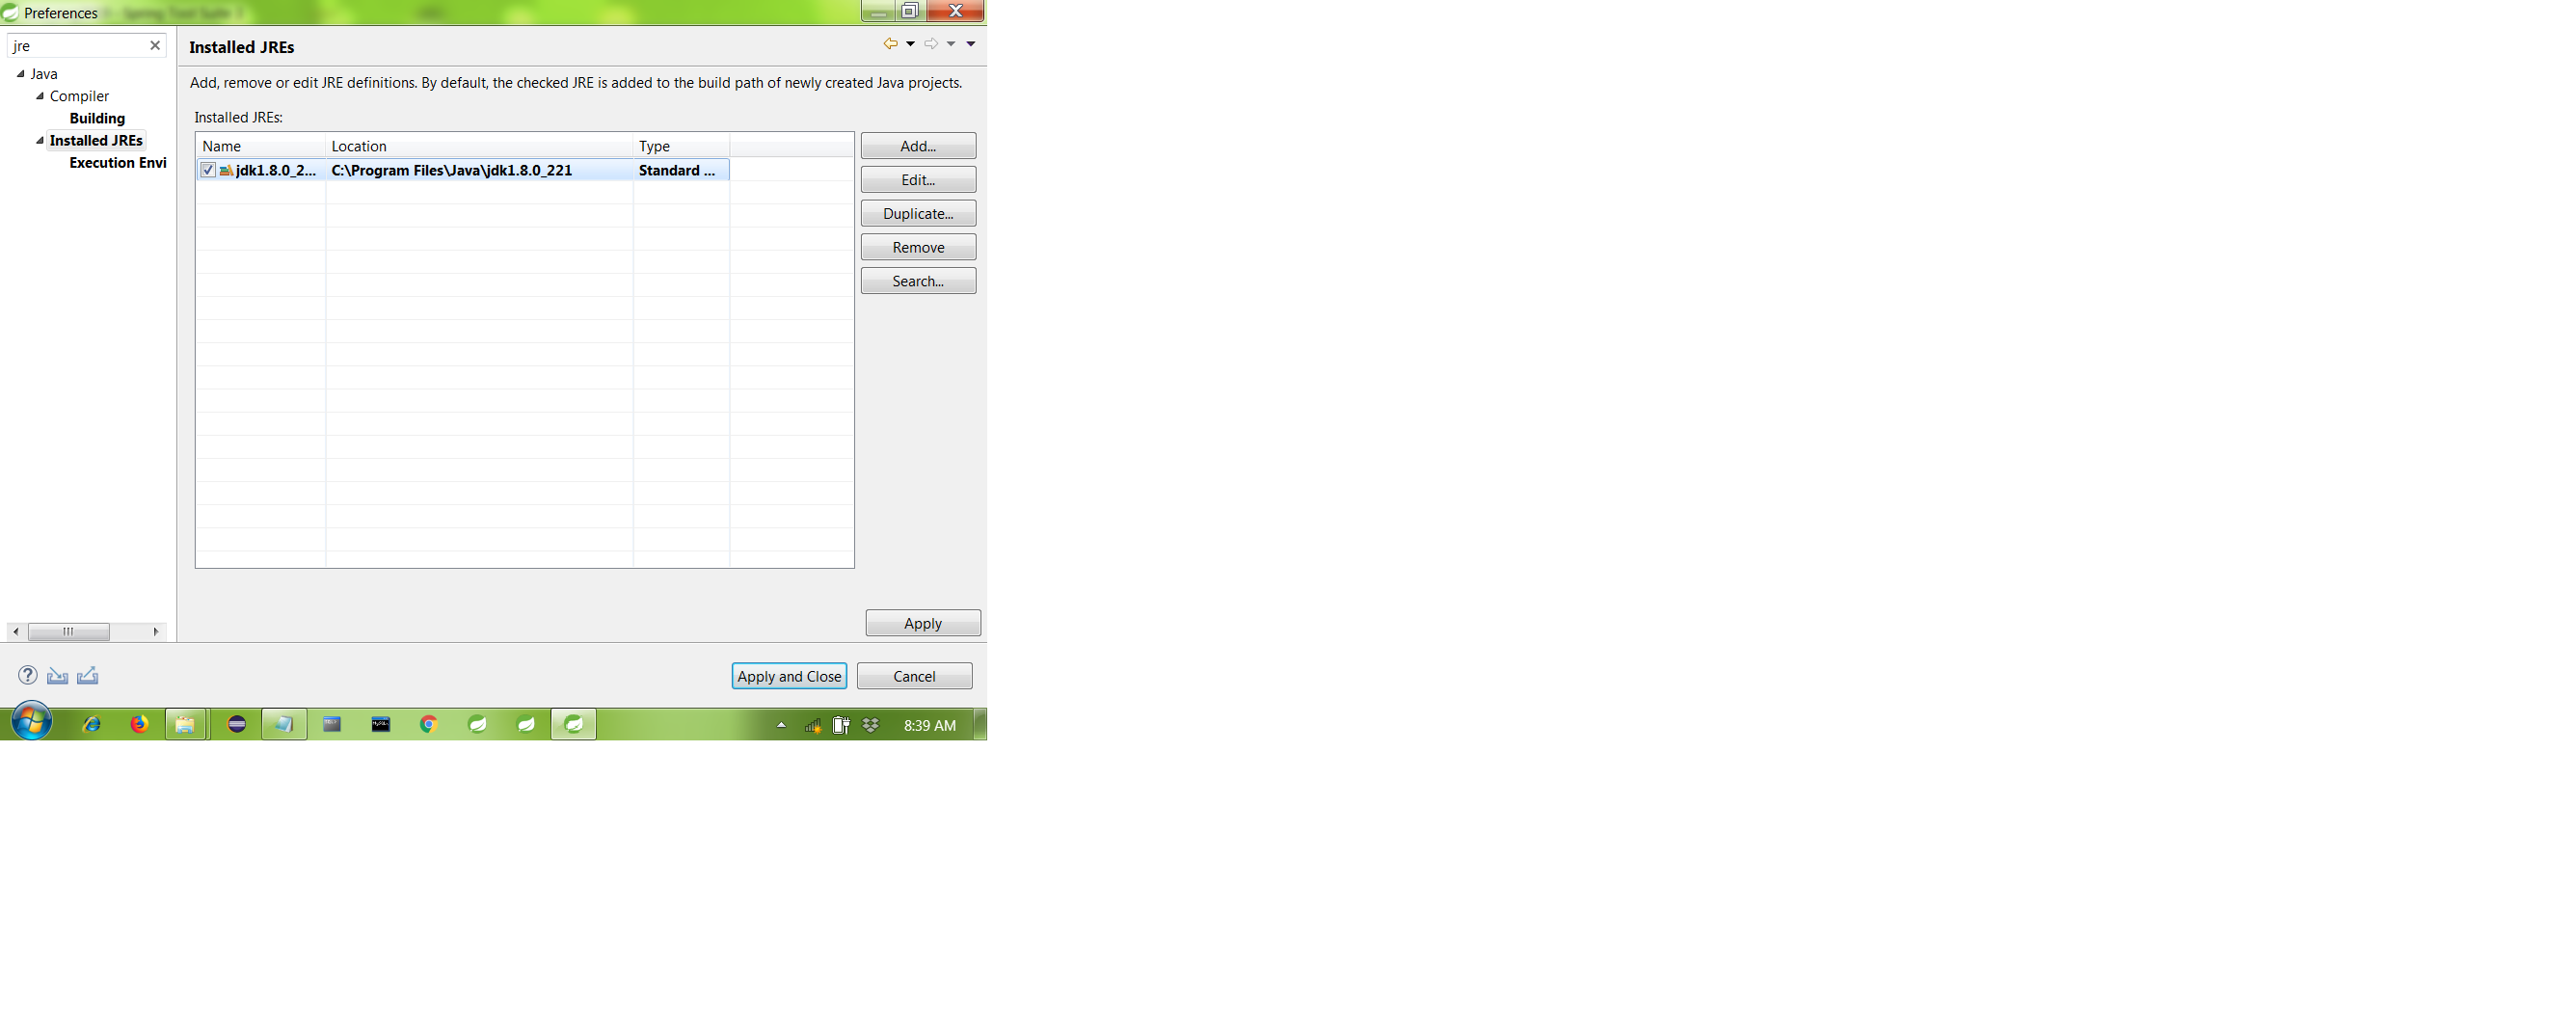 Preferences
jre
Java
Compiler
Building
Installed JREs
Execution Envi
Installed JREs
Add, remove or edit JRE definitions. By default, the checked JRE is added to the build path of newly created Java projects.
Installed JREs:
Name Location Type
jdk1.8.0_2... C:\Program Files\Java\jdk1.8.0_221 Standard ...
Add...
Edit...
Duplicate...
Remove
Search...
Apply
Apply and Close Cancel
8:39 AM